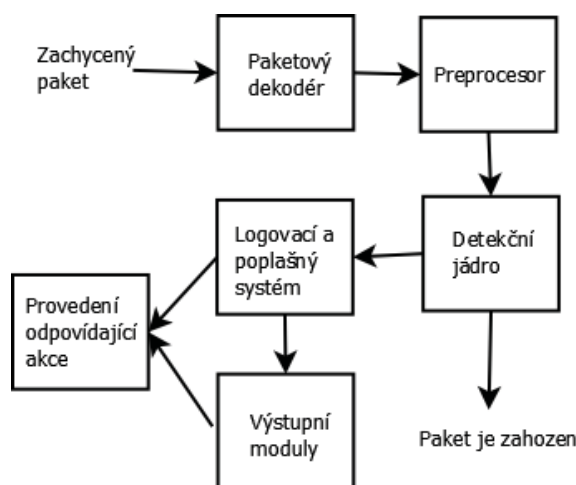 Zachycený
paket
Paketový
dekodér
Preprocesor
Logovací a
poplašný
systém
Detekční
jádro
Provedení
odpovídající
akce
Výstupní
moduly
Paket je zahozen